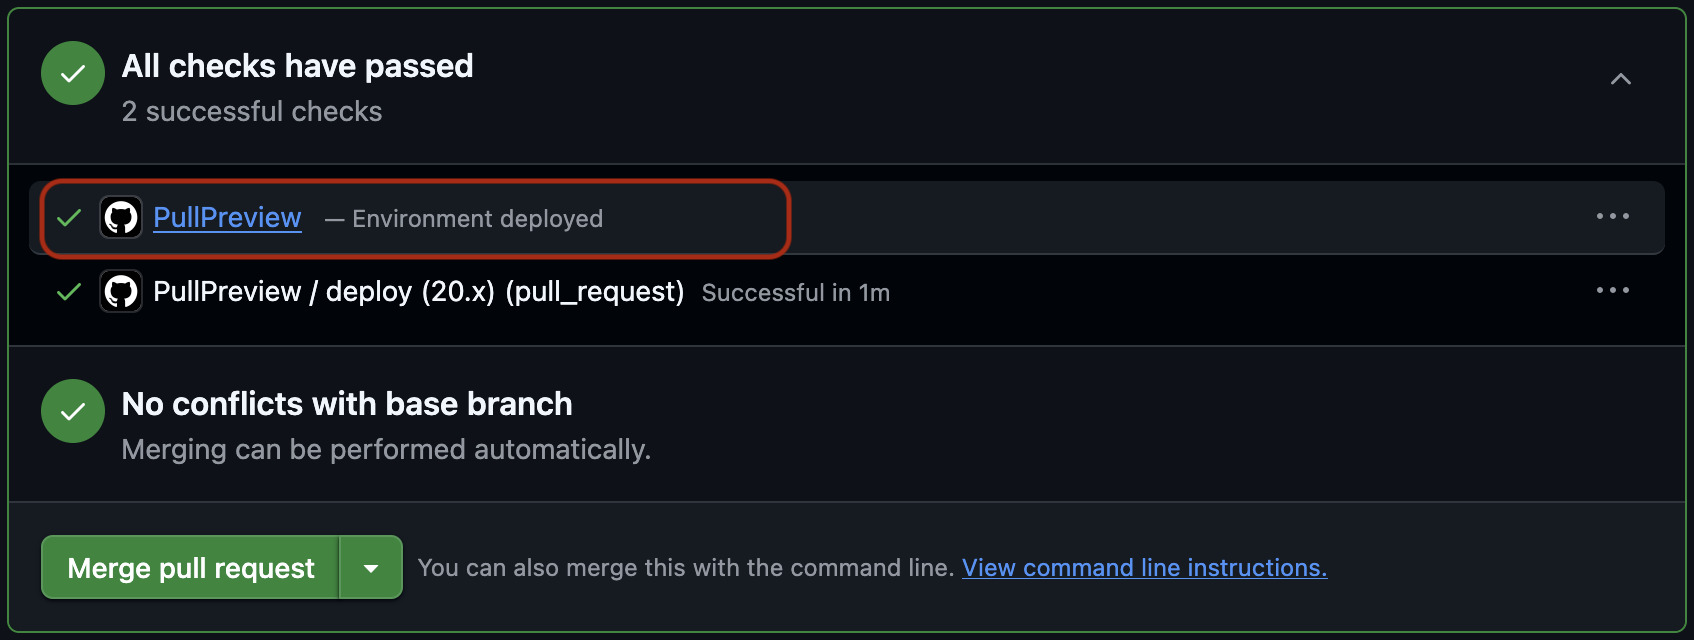 All checks have passed
2 successful checks
PullPreview — Environment deployed
PullPreview / deploy (20.x) (pull_request) Successful in 1m
No conflicts with base branch
Merging can be performed automatically.
Merge pull request You can also merge this with the command line. View command line instructions.